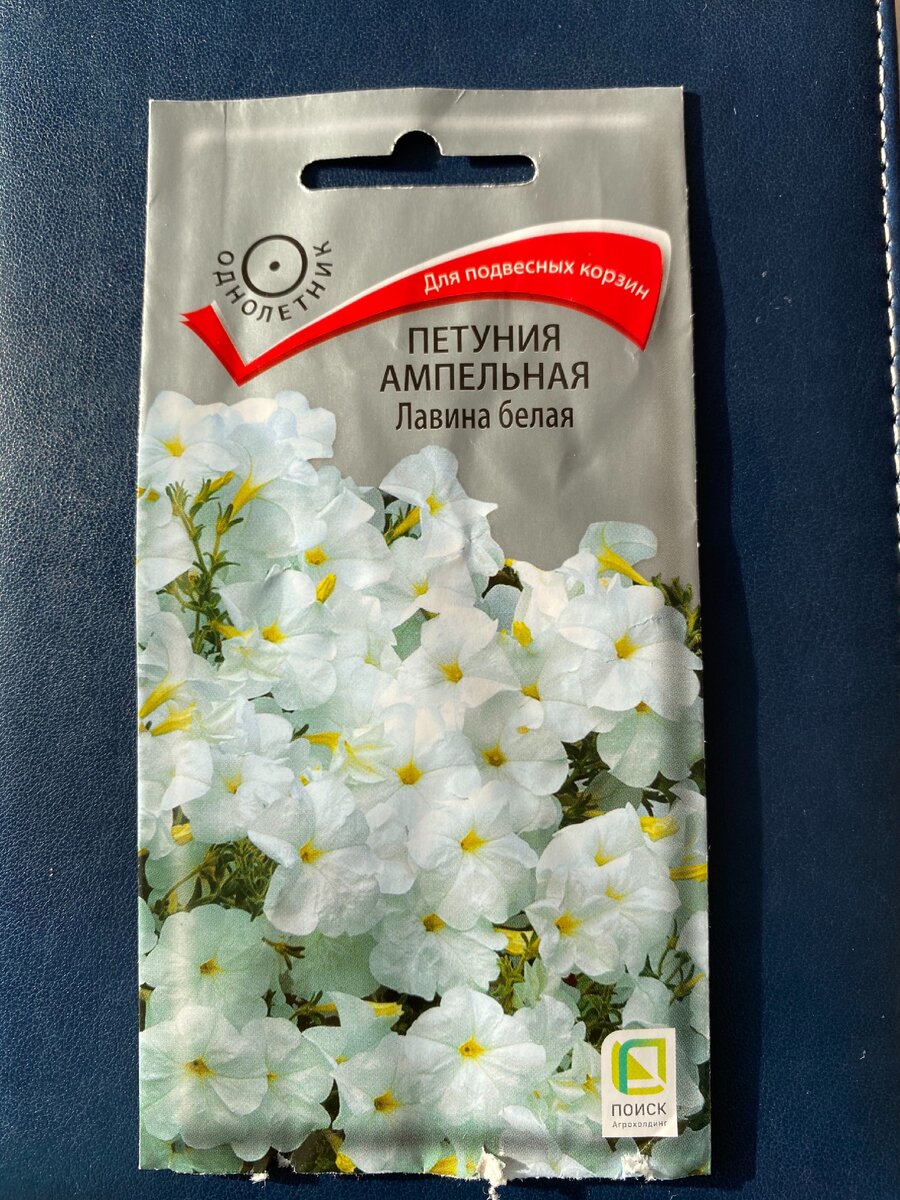 ОДНОЛЕТНИК
Для подвесных корзин
ПЕТУНИЯ
АМПЕЛЬНАЯ
Лавина белая
ПОИСК
Агрохолдинг